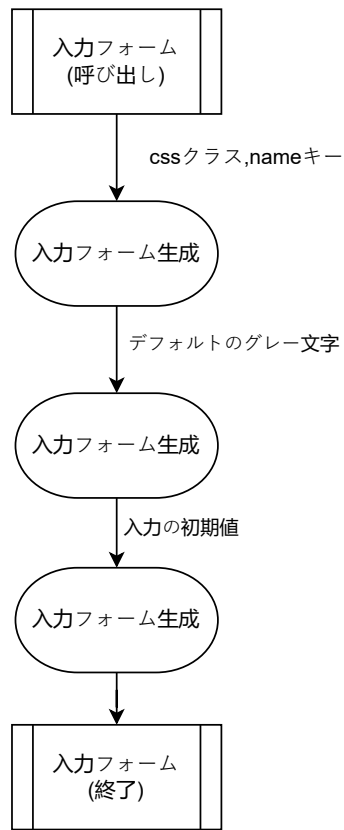 入力フォーム
(呼び出し)
cssクラス,nameキー
入力フォーム生成
デフォルトのグレー文字
入力フォーム生成
入力の初期値
入力フォーム生成
入力フォーム
(終了)